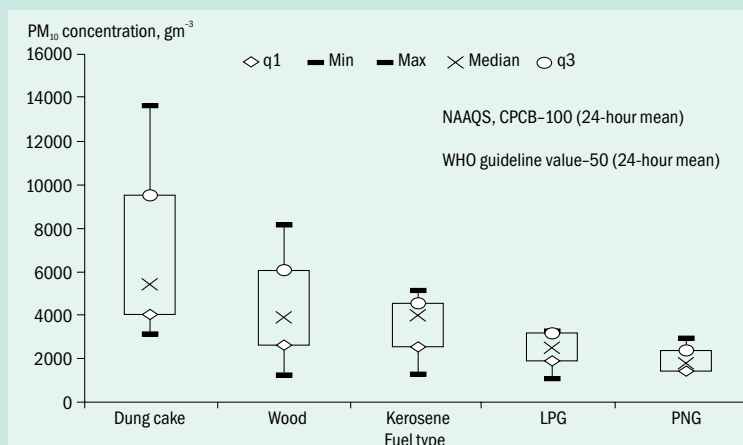 PM₁₀ concentration, gm⁻³
16000
14000
12000
10000
8000
6000
4000
2000
0
q1 Min Max Median q3
NAAQS, CPCB–100 (24-hour mean)
WHO guideline value–50 (24-hour mean)
Dung cake Wood Kerosene LPG PNG
Fuel type